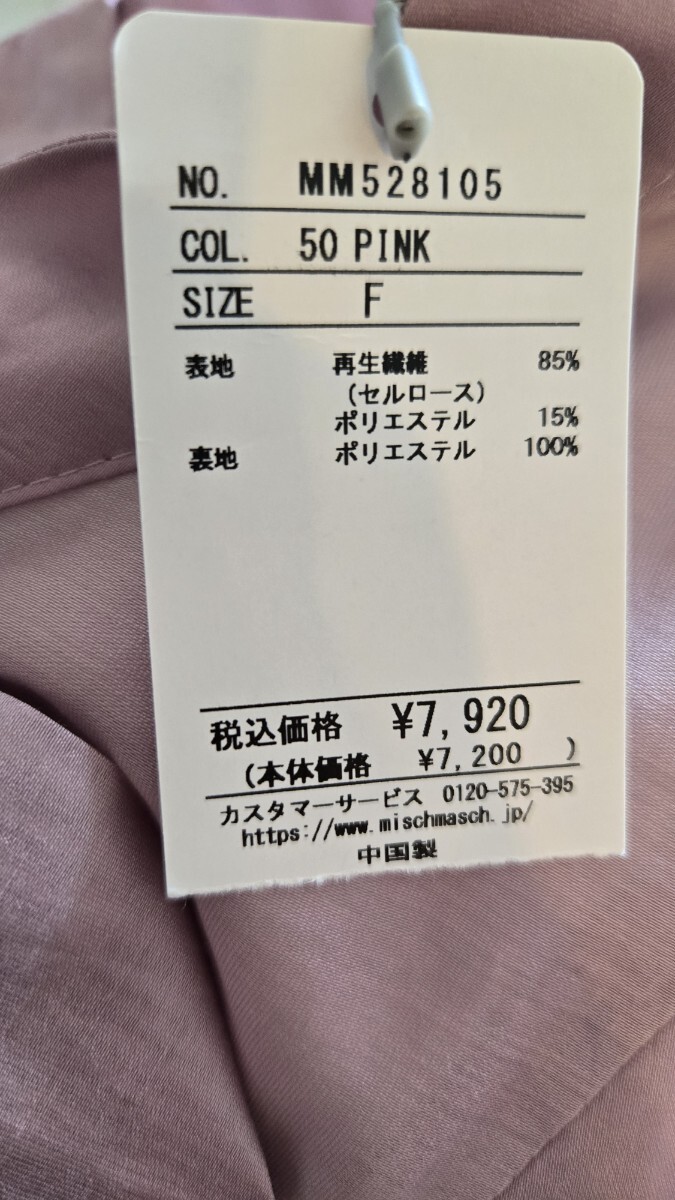 NO. MM528105
COL. 50 PINK
SIZE F
表地 再生繊維 85%
(セルロース)
ポリエステル 15%
裏地 ポリエステル 100%
税込価格 ¥7,920
(本体価格 ¥7,200 )
カスタマーサービス 0120-575-395
https://www.mischmasch.jp/
中国製